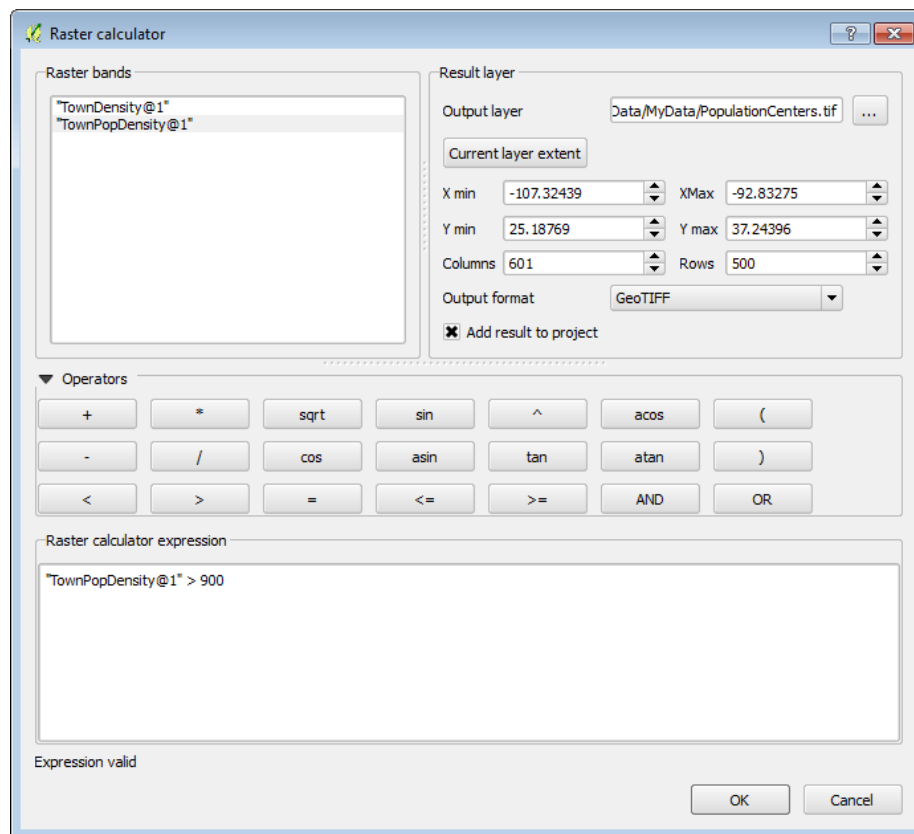 Raster calculator
?
Raster bands
"TownDensity@1"
"TownPopDensity@1"
Result layer
Output layer Data/MyData/PopulationCenters.tif ...
Current layer extent
X min -107.32439 XMax -92.83275
Y min 25.18769 Y max 37.24396
Columns 601 Rows 500
Output format GeoTIFF
Add result to project
Operators
+ * sqrt sin ^ acos (
- / cos asin tan atan )
< > = <= >= AND OR
Raster calculator expression
"TownPopDensity@1" > 900
Expression valid
OK Cancel